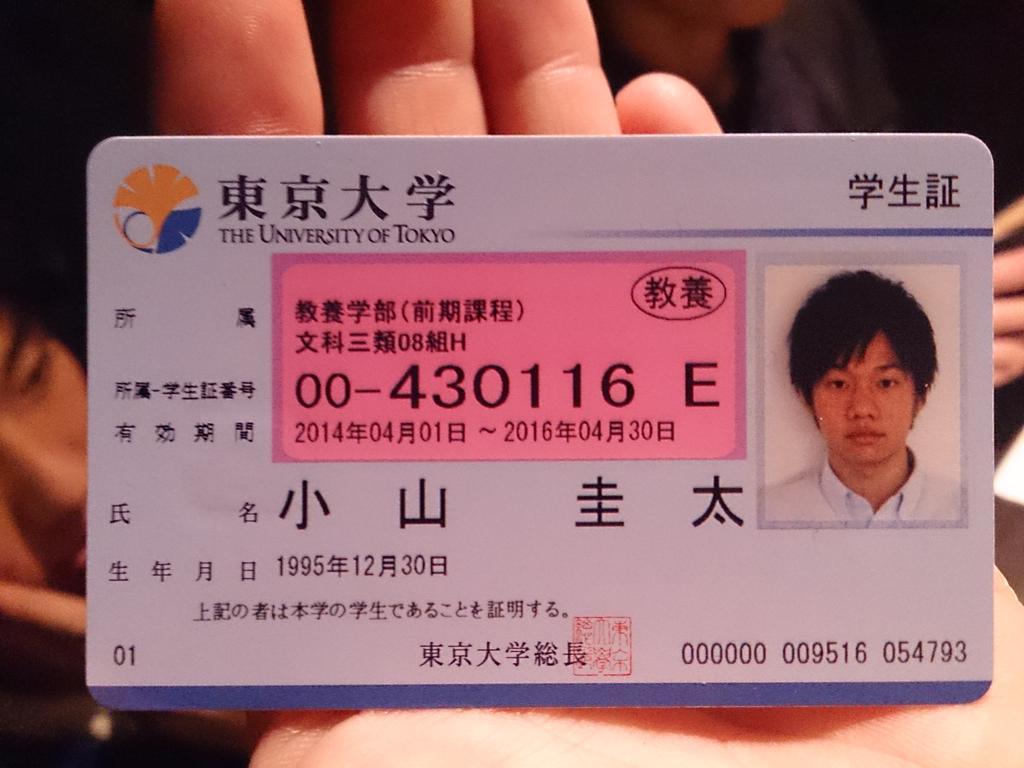 東京大学
THE UNIVERSITY OF TOKYO
学生証
教養
所属 教養学部(前期課程)
文科三類08組H
所属-学生証番号 00-430116 E
有効期間 2014年04月01日 ~ 2016年04月30日
氏名 小山 圭太
生年月日 1995年12月30日
上記の者は本学の学生であることを証明する。
01 東京大学総長 000000 009516 054793